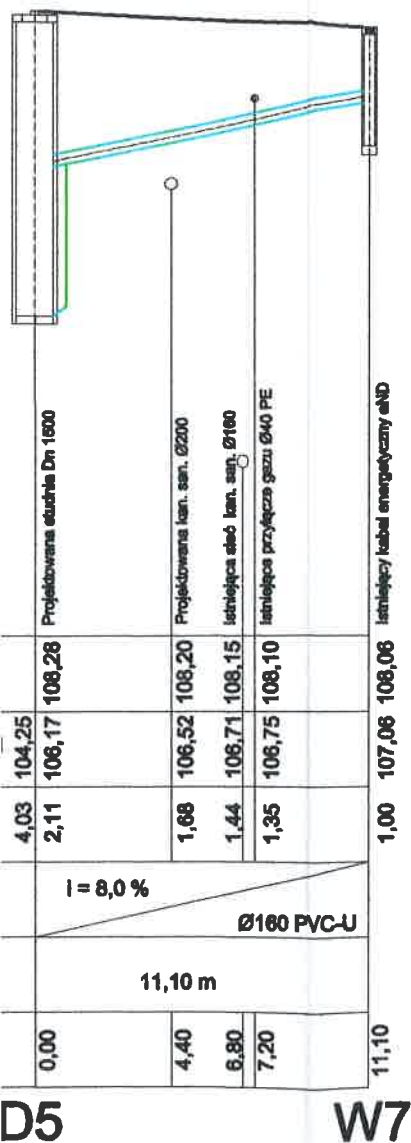 Projektowana studnia Dn 1500
Projektowana kan. san. Ø200
Istniejąca sieć kan. san. Ø160
Istniejące przyłącze gazu Ø40 PE
Istniejący kabel energetyczny eND
108,28
108,20
108,15
108,10
108,06
104,25
106,17
106,52
106,71
106,75
107,06
4,03
2,11
1,68
1,44
1,35
1,00
i = 8,0 %
Ø160 PVC-U
11,10 m
0,00
4,40
6,80
7,20
11,10
D5
W7